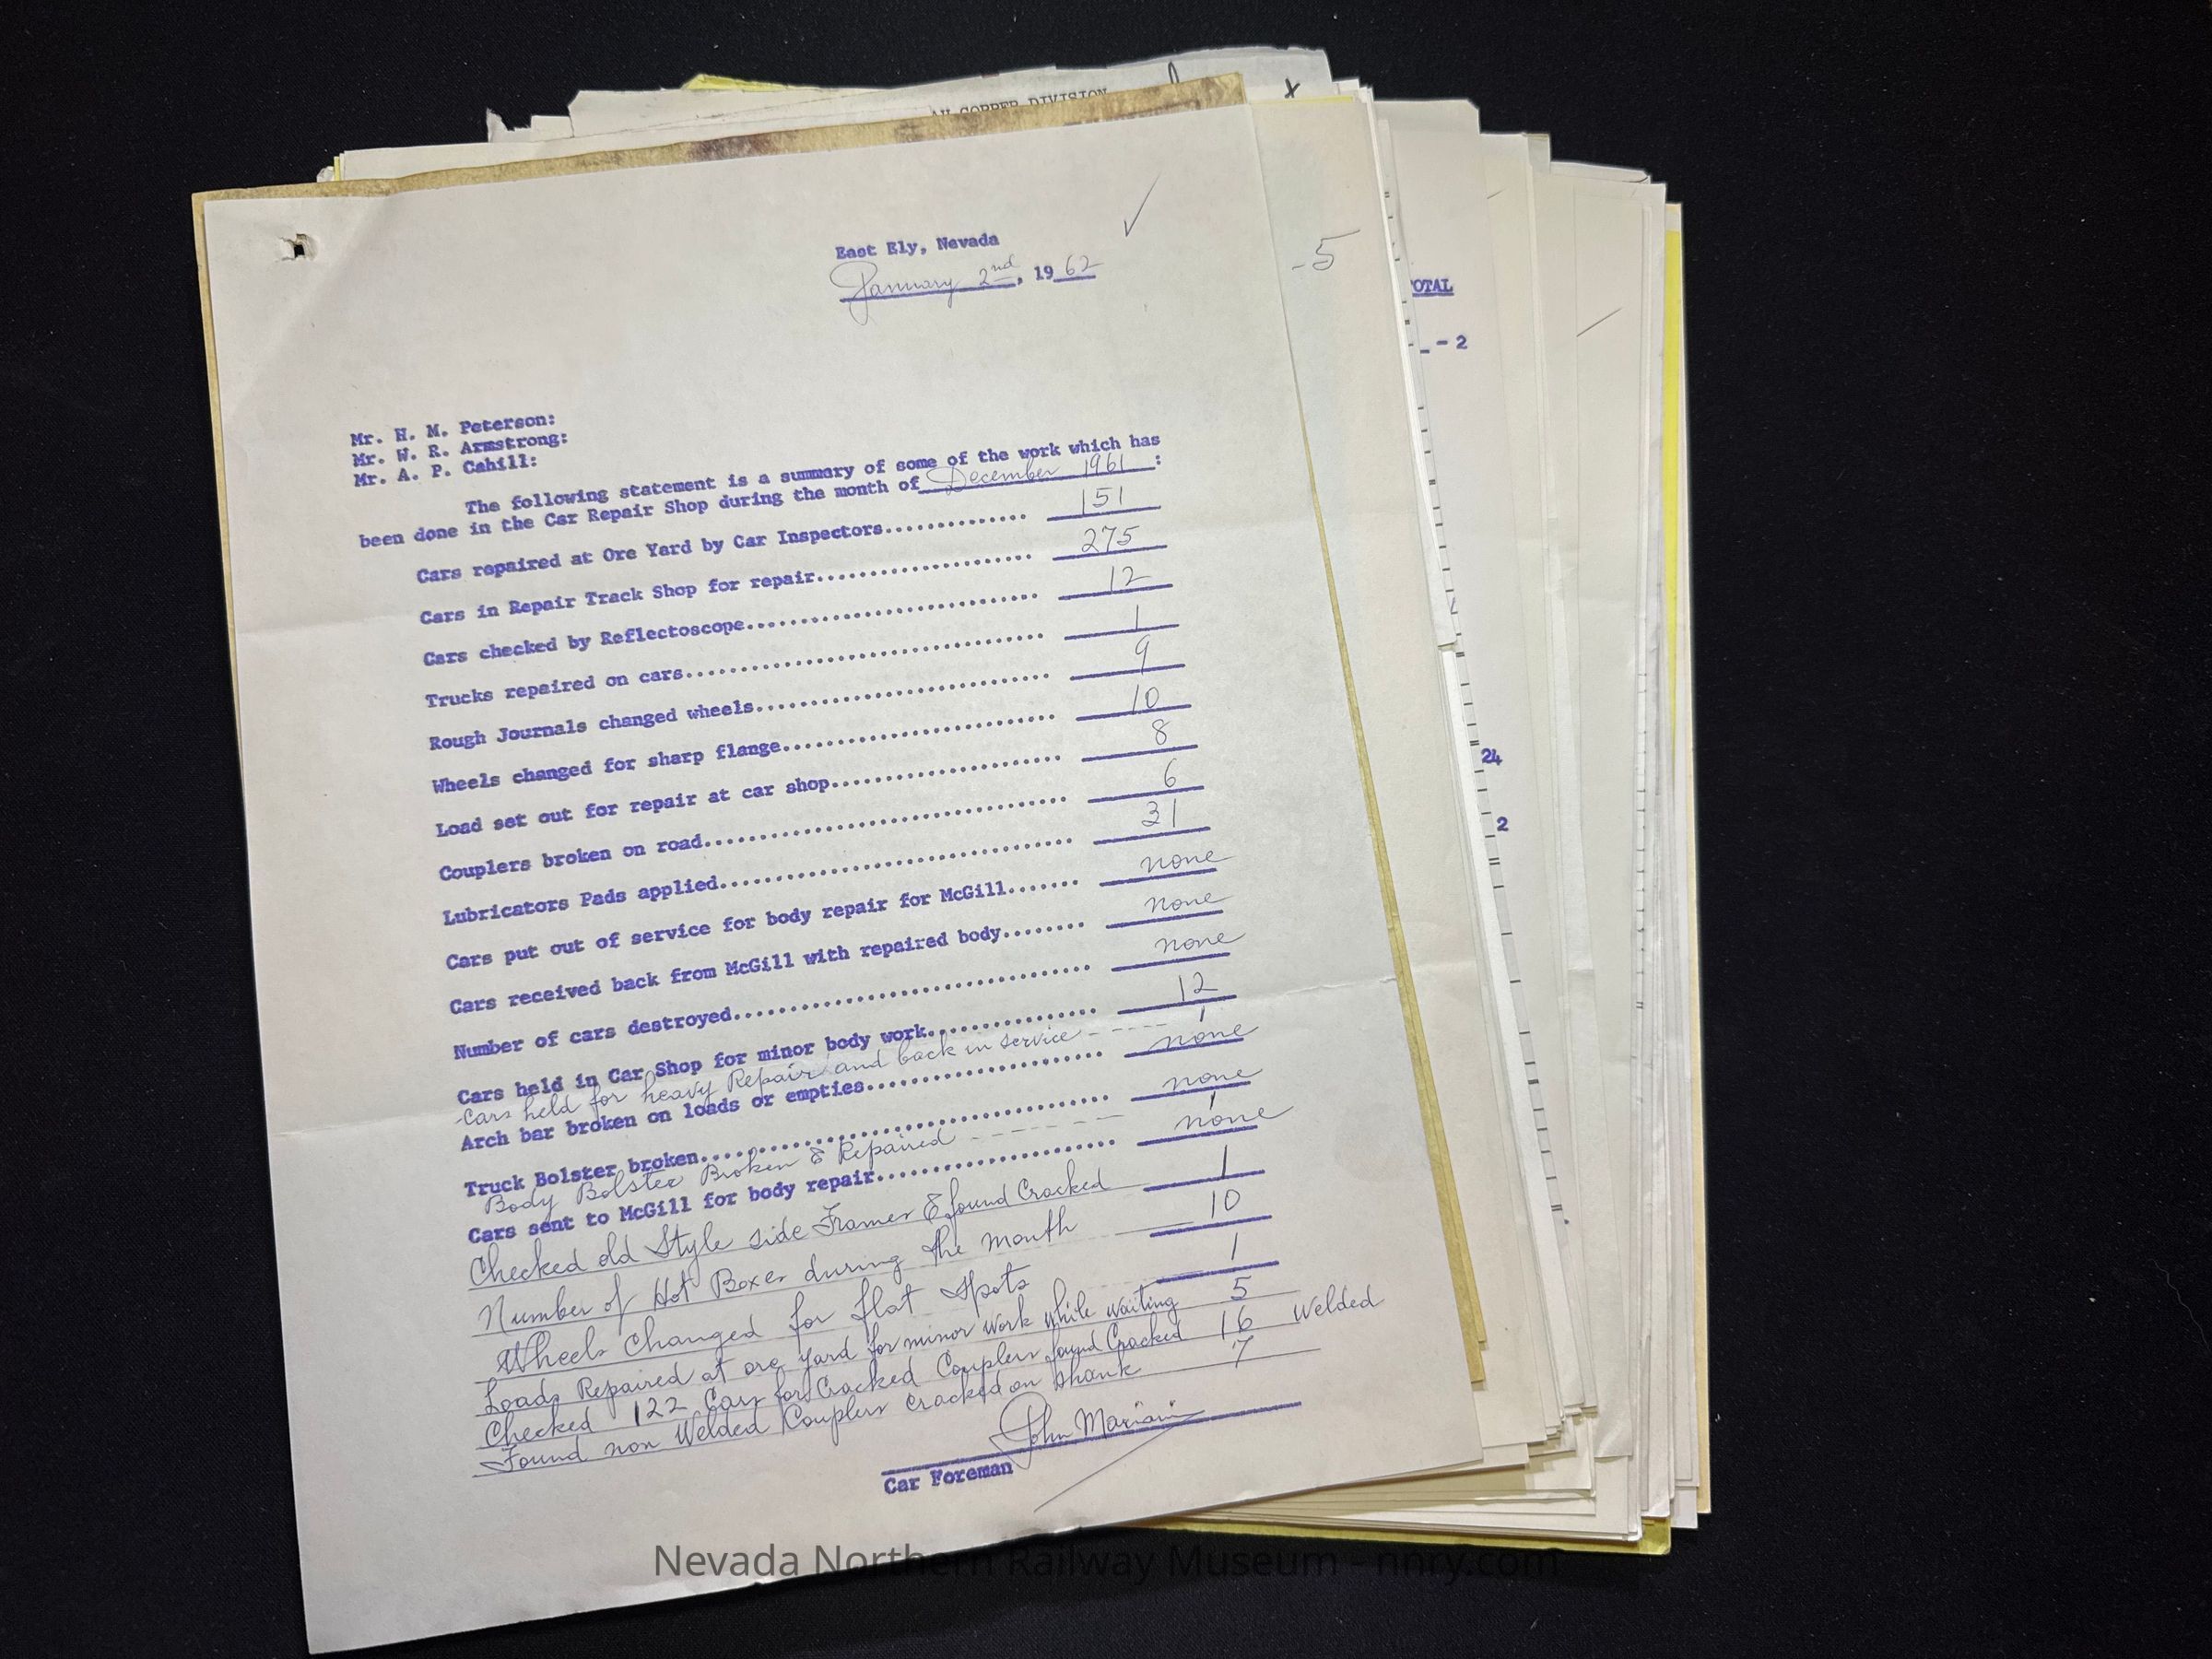 AU COPPER DIVISION
x
East Ely, Nevada
January 2nd, 1962
-5
OTAL
- 2
Mr. H. M. Peterson:
Mr. W. R. Armstrong:
Mr. A. P. Cahill:
The following statement is a summary of some of the work which has
been done in the Car Repair Shop during the month of December 1961:
Cars repaired at Ore Yard by Car Inspectors............... 151
Cars in Repair Track Shop for repair...................... 275
Cars checked by Reflectoscope............................. 12
Trucks repaired on cars................................... 1
Rough Journals changed wheels............................. 9
Wheels changed for sharp flange........................... 10
Load set out for repair at car shop....................... 8
Couplers broken on road................................... 6
Lubricators Pads applied.................................. 31
Cars put out of service for body repair for McGill....... none
Cars received back from McGill with repaired body........ none
Number of cars destroyed.................................. none
Cars held in Car Shop for minor body work................. 12
Cars held for heavy Repair and back in service ----- 1
Arch bar broken on loads or empties....................... none
Truck Bolster broken...................................... none
Body Bolster Broken & Repaired ------ 1
Cars sent to McGill for body repair....................... none
Checked old Style side Frames & found Cracked 1
Number of Hot Boxes during the month 10
Wheels Changed for flat Spots 1
Loads Repaired at ore yard for minor work while waiting 5
Checked 122 Cars for Cracked Couplers found Cracked 16 Welded
Found non Welded Couplers cracked on shank 7
John Mariani
Car Foreman
24
2
Nevada Northern Railway Museum - nnry.com